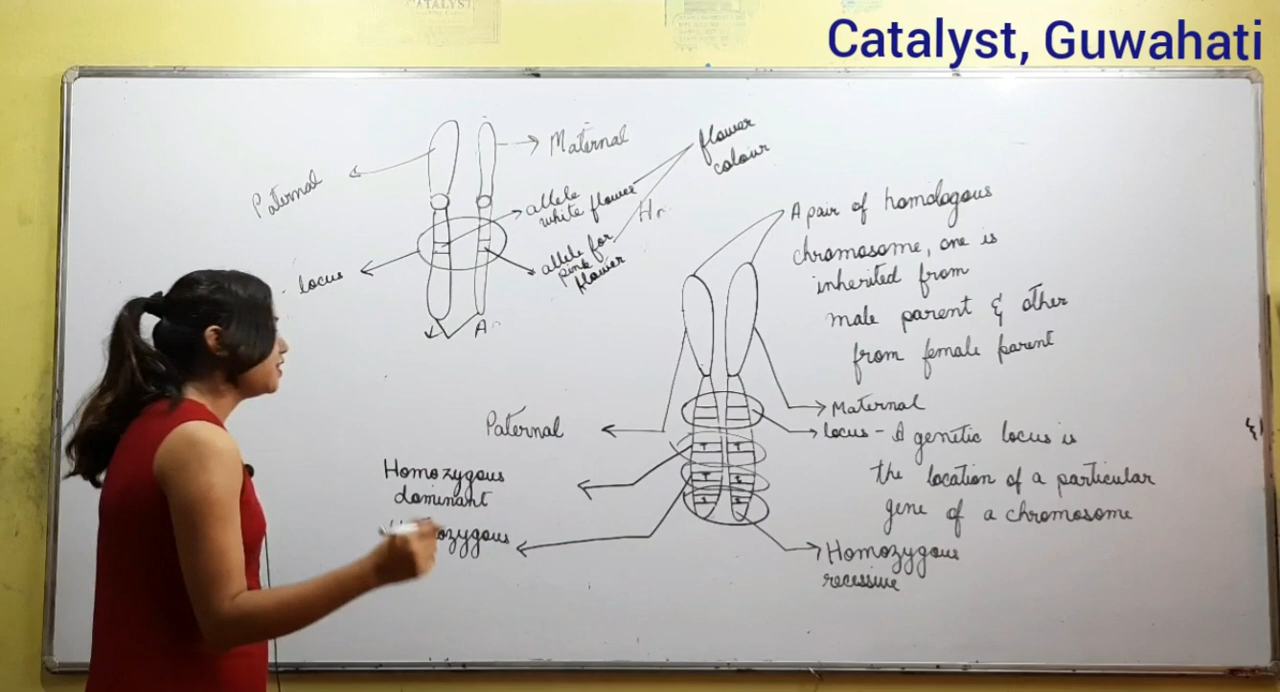 CATALYST
Catalyst, Guwahati
Paternal
Maternal
allele
white flower
flower
colour
allele for
pink
flower
locus
A pair of homologous
chromosome, one is
inherited from
male parent & other
from female parent
Maternal
Paternal
locus - A genetic locus is
the location of a particular
gene of a chromosome
Homozygous
dominant
T T
T t
t t
Homozygous
recessive